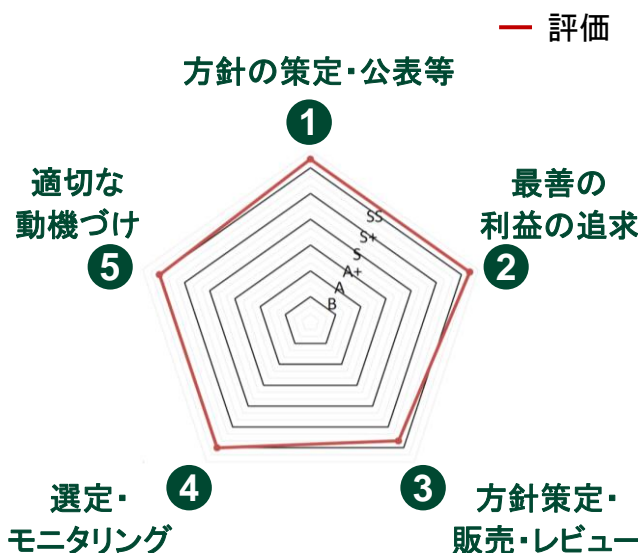 評価
方針の策定・公表等
1
適切な
動機づけ
5
最善の
利益の追求
2
SS
S+
S
A+
A
B
4
選定・
モニタリング
3
方針策定・
販売・レビュー